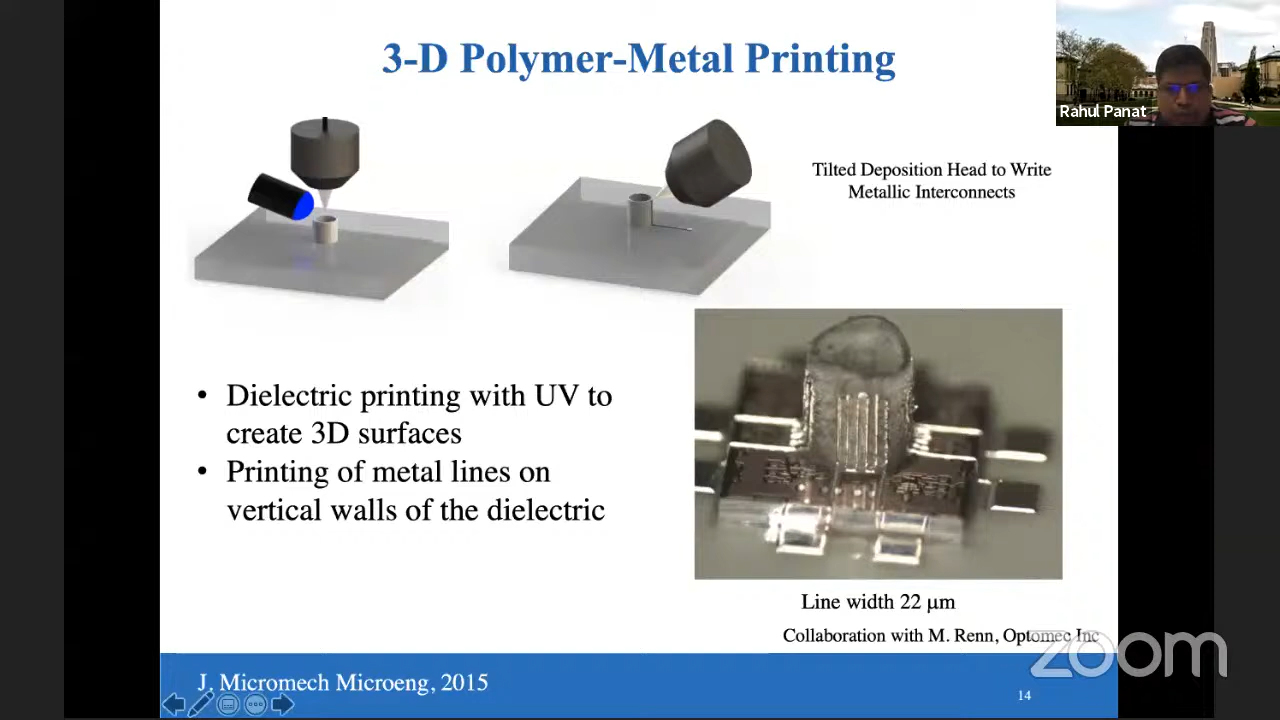 3-D Polymer-Metal Printing
Rahul Panat
Tilted Deposition Head to Write
Metallic Interconnects
• Dielectric printing with UV to
create 3D surfaces
• Printing of metal lines on
vertical walls of the dielectric
Line width 22 μm
Collaboration with M. Renn, Optomec Inc
zoom
J. Micromech Microeng, 2015
14